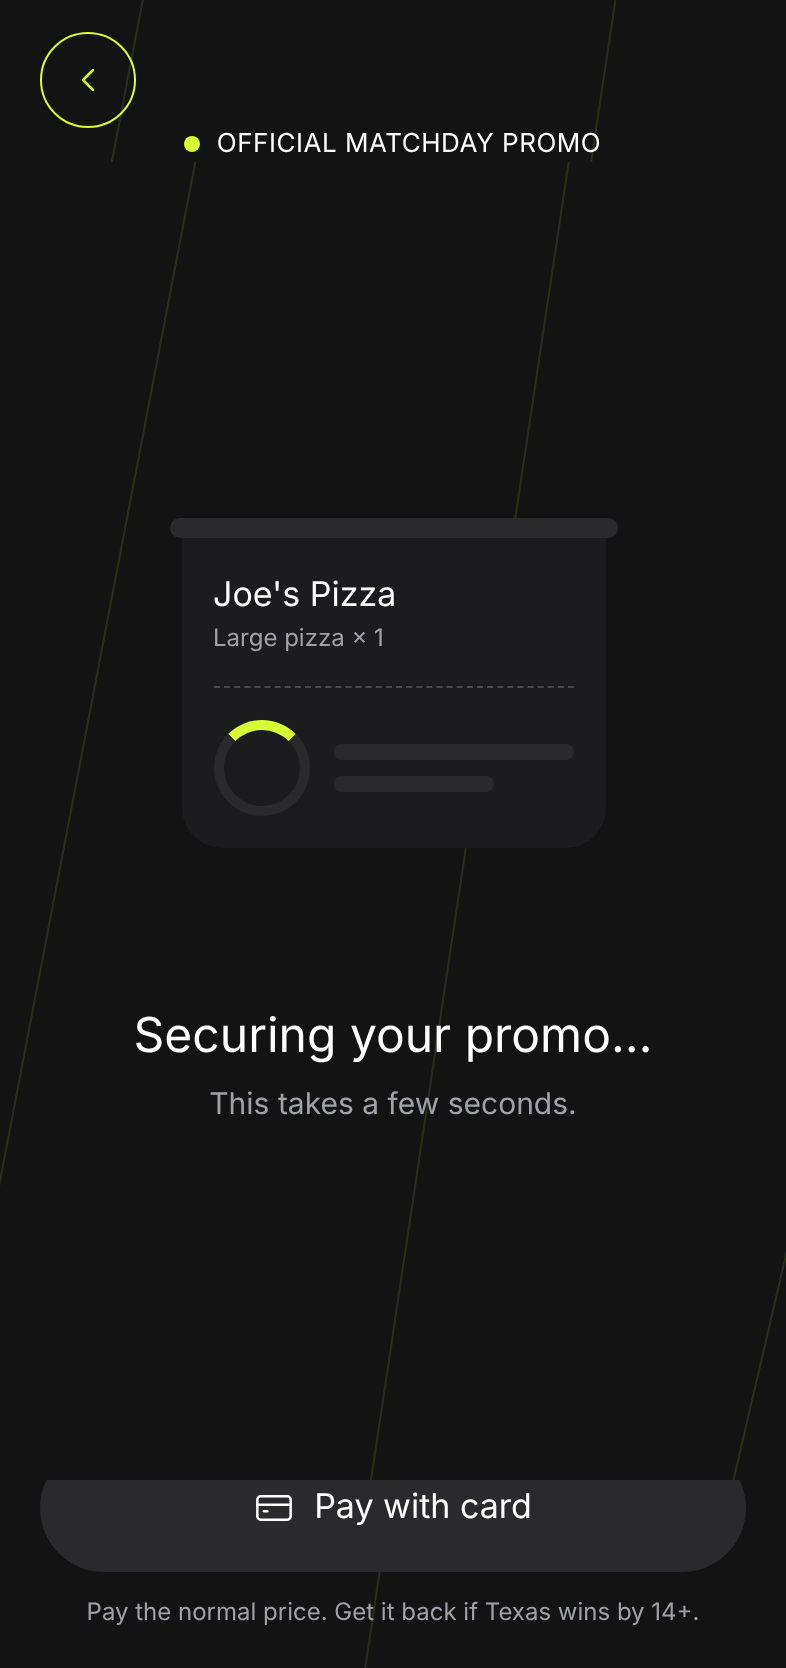 OFFICIAL MATCHDAY PROMO
Joe's Pizza
Large pizza × 1
Securing your promo...
This takes a few seconds.
Pay with card
Pay the normal price. Get it back if Texas wins by 14+.